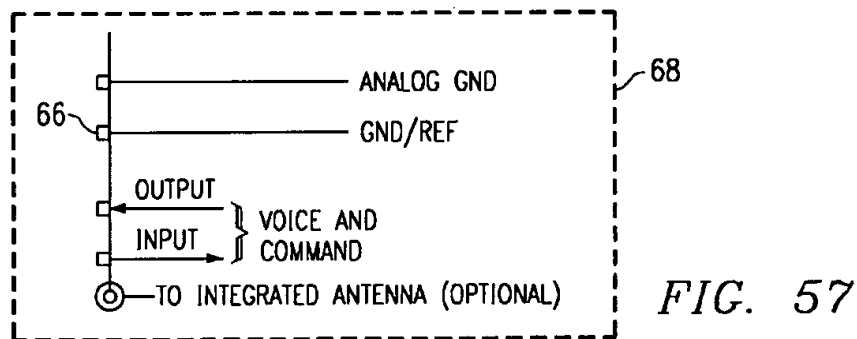 ANALOG GND
68
66
GND/REF
OUTPUT
VOICE AND
INPUT
COMMAND
TO INTEGRATED ANTENNA (OPTIONAL)
FIG. 57